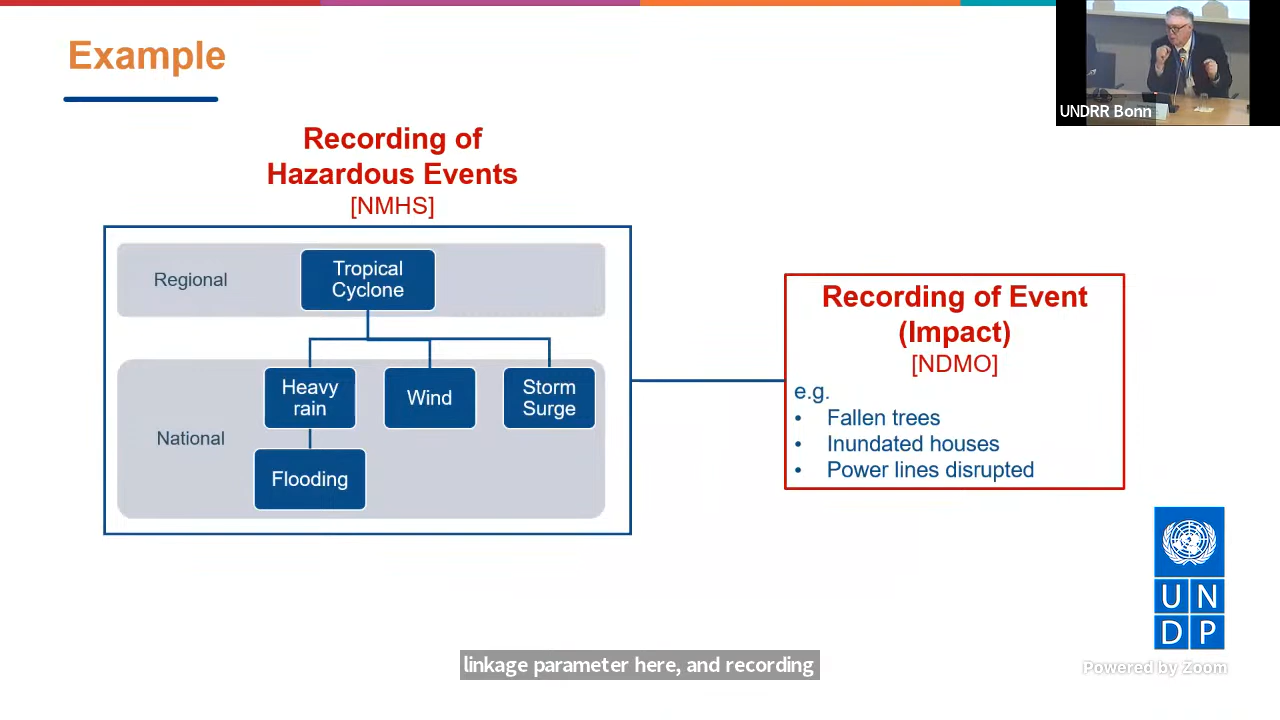 Example
UNDRR Bonn
Recording of
Hazardous Events
[NMHS]
Regional
Tropical
Cyclone
National
Heavy
rain
Wind
Storm
Surge
Flooding
Recording of Event
(Impact)
[NDMO]
e.g.
• Fallen trees
• Inundated houses
• Power lines disrupted
U N
D P
Powered by Zoom
linkage parameter here, and recording